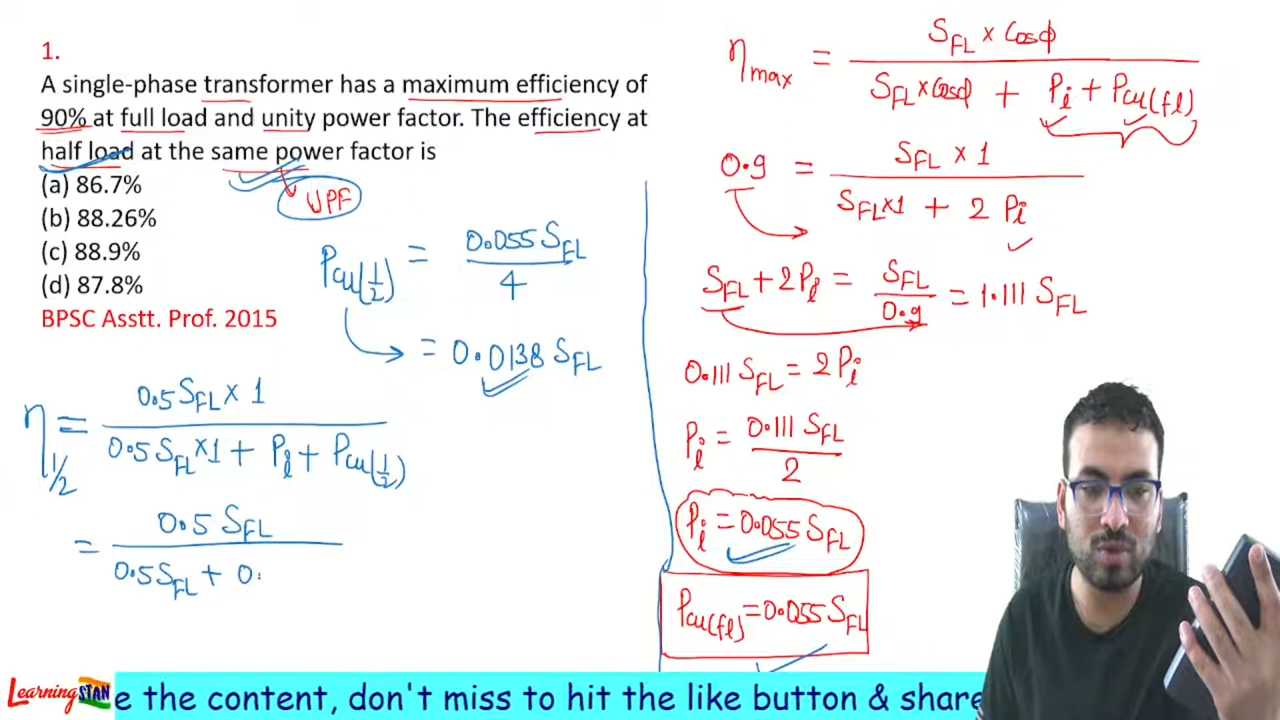 1.
A single-phase transformer has a maximum efficiency of
90% at full load and unity power factor. The efficiency at
half load at the same power factor is
(a) 86.7%
(b) 88.26%
(c) 88.9%
(d) 87.8%
BPSC Asstt. Prof. 2015
UPF
Pcu(1/2) = 0.055 SFL / 4
= 0.0138 SFL
η1/2 = 0.5 SFL × 1 / 0.5 SFL ×1 + Pi + Pcu(1/2)
= 0.5 SFL / 0.5 SFL + 0.
ηmax = SFL × Cosϕ / SFL × Cosϕ + Pi + Pcu(fl)
0.9 = SFL × 1 / SFL×1 + 2 Pi
SFL + 2Pi = SFL / 0.9 = 1.111 SFL
0.111 SFL = 2 Pi
Pi = 0.111 SFL / 2
Pi = 0.055 SFL
Pcu(fl) = 0.055 SFL
LearningSTAN
e the content, don't miss to hit the like button & share